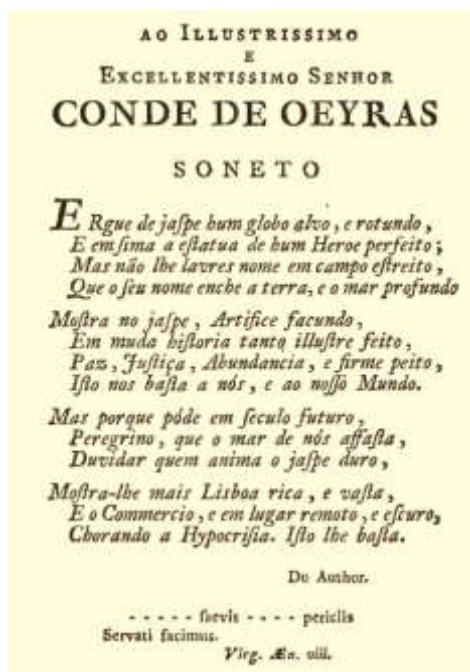 AO ILLUSTRISSIMO
E
EXCELLENTISSIMO SENHOR
CONDE DE OEYRAS
SONETO
ERgue de jaſpe hum globo alvo, e rotundo,
E em ſima a eſtatua de hum Heroe perfeito;
Mas não lhe lavres nome em campo eſtreito,
Que o ſeu nome enche a terra, e o mar profundo
Moſtra no jaſpe, Artifice facundo,
Em muda hiſtoria tanto illuſtre feito,
Paz, Juſtiça, Abundancia, e firme peito,
Iſto nos baſta a nós, e ao noſſo Mundo.
Mas porque póde em ſeculo futuro,
Peregrino, que o mar de nós affaſta,
Duvidar quem anima o jaſpe duro,
Moſtra-lhe mais Lisboa rica, e vaſta,
E o Commercio, e em lugar remoto, e eſcuro,
Chorando a Hypocriſia. Iſto lhe baſta.
Do Author.
- - - - - ſævis - - - - periclis
Servati facimus.
Virg. Æn. viii.